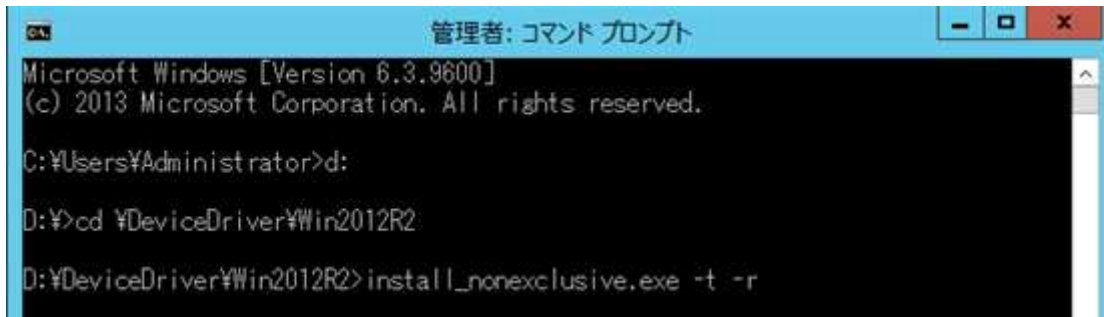 管理者: コマンド プロンプト
Microsoft Windows [Version 6.3.9600]
(c) 2013 Microsoft Corporation. All rights reserved.
C:¥Users¥Administrator>d:
D:¥>cd ¥DeviceDriver¥Win2012R2
D:¥DeviceDriver¥Win2012R2>install_nonexclusive.exe -t -r